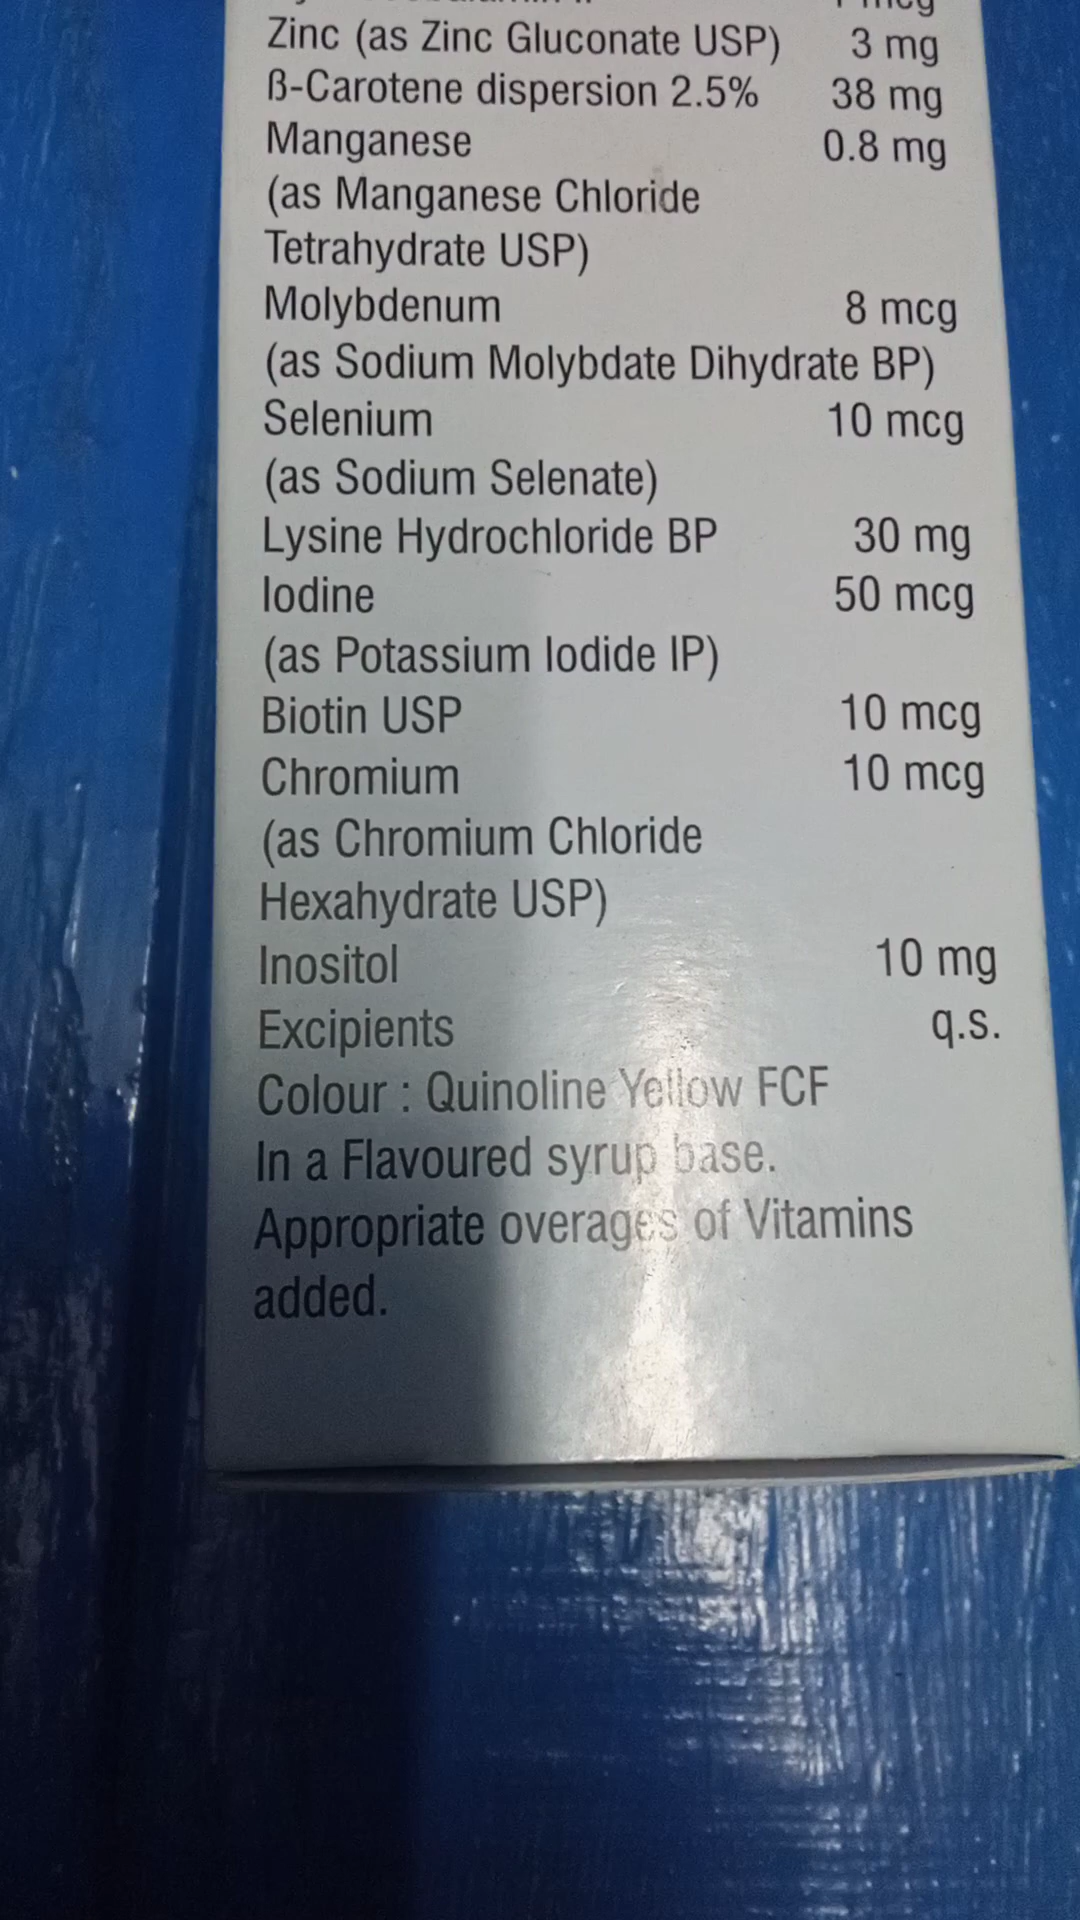 Zinc (as Zinc Gluconate USP) 3 mg
ß-Carotene dispersion 2.5% 38 mg
Manganese 0.8 mg
(as Manganese Chloride
Tetrahydrate USP)
Molybdenum 8 mcg
(as Sodium Molybdate Dihydrate BP)
Selenium 10 mcg
(as Sodium Selenate)
Lysine Hydrochloride BP 30 mg
Iodine 50 mcg
(as Potassium Iodide IP)
Biotin USP 10 mcg
Chromium 10 mcg
(as Chromium Chloride
Hexahydrate USP)
Inositol 10 mg
Excipients q.s.
Colour : Quinoline Yellow FCF
In a Flavoured syrup base.
Appropriate overages of Vitamins
added.